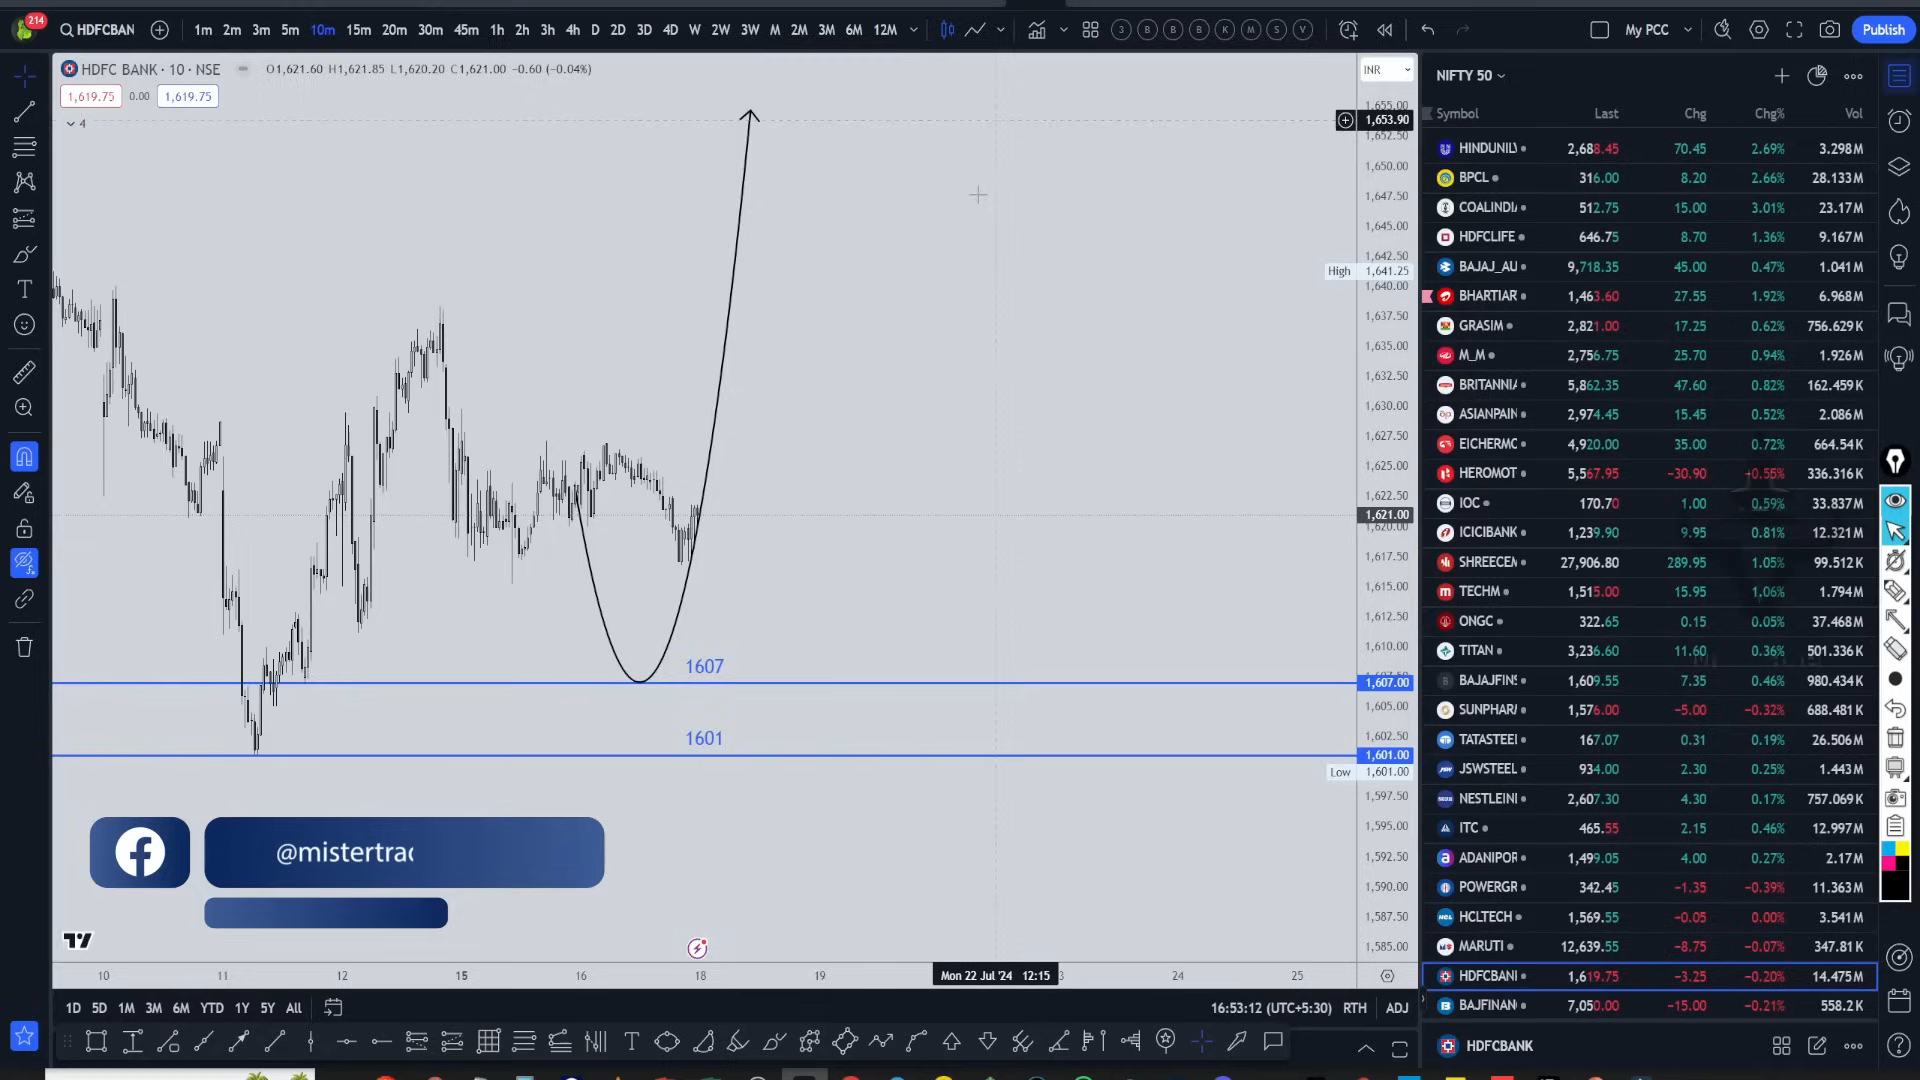 214
HDFCBAN
1m 2m 3m 5m 10m 15m 20m 30m 45m 1h 2h 3h 4h D 2D 3D 4D W 2W 3W M 2M 3M 6M 12M
3 B B B K M S V
My PCC
Publish
HDFC BANK · 10 · NSE
O1,621.60 H1,621.85 L1,620.20 C1,621.00 −0.60 (−0.04%)
1,619.75 0.00 1,619.75
4
INR
1,655.00
1,653.90
1,652.50
1,650.00
1,647.50
1,645.00
1,642.50
High 1,641.25
1,640.00
1,637.50
1,635.00
1,632.50
1,630.00
1,627.50
1,625.00
1,622.50
1,621.00
1,620.00
1,617.50
1,615.00
1,612.50
1,610.00
1607
1,607.00
1,605.00
1,602.50
1601
1,601.00
Low 1,601.00
1,597.50
1,595.00
1,592.50
1,590.00
1,587.50
1,585.00
@mistertrad
10 11 12 15 16 18 19 Mon 22 Jul '24 12:15 3 24 25
1D 5D 1M 3M 6M YTD 1Y 5Y All
16:53:12 (UTC+5:30) RTH ADJ
NIFTY 50
Symbol Last Chg Chg% Vol
HINDUNILV 2,688.45 70.45 2.69% 3.298M
BPCL 316.00 8.20 2.66% 28.133M
COALINDIA 512.75 15.00 3.01% 23.17M
HDFCLIFE 646.75 8.70 1.36% 9.167M
BAJAJ_AU 9,718.35 45.00 0.47% 1.041M
BHARTIAR 1,463.60 27.55 1.92% 6.968M
GRASIM 2,821.00 17.25 0.62% 756.629K
M_M 2,756.75 25.70 0.94% 1.926M
BRITANNIA 5,862.35 47.60 0.82% 162.459K
ASIANPAIN 2,974.45 15.45 0.52% 2.086M
EICHERMO 4,920.00 35.00 0.72% 664.54K
HEROMOT 5,567.95 −30.90 −0.55% 336.316K
IOC 170.70 1.00 0.59% 33.837M
ICICIBANK 1,239.90 9.95 0.81% 12.321M
SHREECEM 27,906.80 289.95 1.05% 99.512K
TECHM 1,515.00 15.95 1.06% 1.794M
ONGC 322.65 0.15 0.05% 37.468M
TITAN 3,236.60 11.60 0.36% 501.336K
BAJAJFINS 1,609.55 7.35 0.46% 980.434K
SUNPHARA 1,576.00 −5.00 −0.32% 688.481K
TATASTEEL 167.07 0.31 0.19% 26.506M
JSWSTEEL 934.00 2.30 0.25% 1.443M
NESTLEIND 2,607.30 4.30 0.17% 757.069K
ITC 465.55 2.15 0.46% 12.997M
ADANIPOR 1,499.05 4.00 0.27% 2.17M
POWERGR 342.45 −1.35 −0.39% 11.363M
HCLTECH 1,569.55 −0.05 0.00% 3.541M
MARUTI 12,639.55 −8.75 −0.07% 347.81K
HDFCBANK 1,619.75 −3.25 −0.20% 14.475M
BAJFINAN 7,050.00 −15.00 −0.21% 558.2K
HDFCBANK